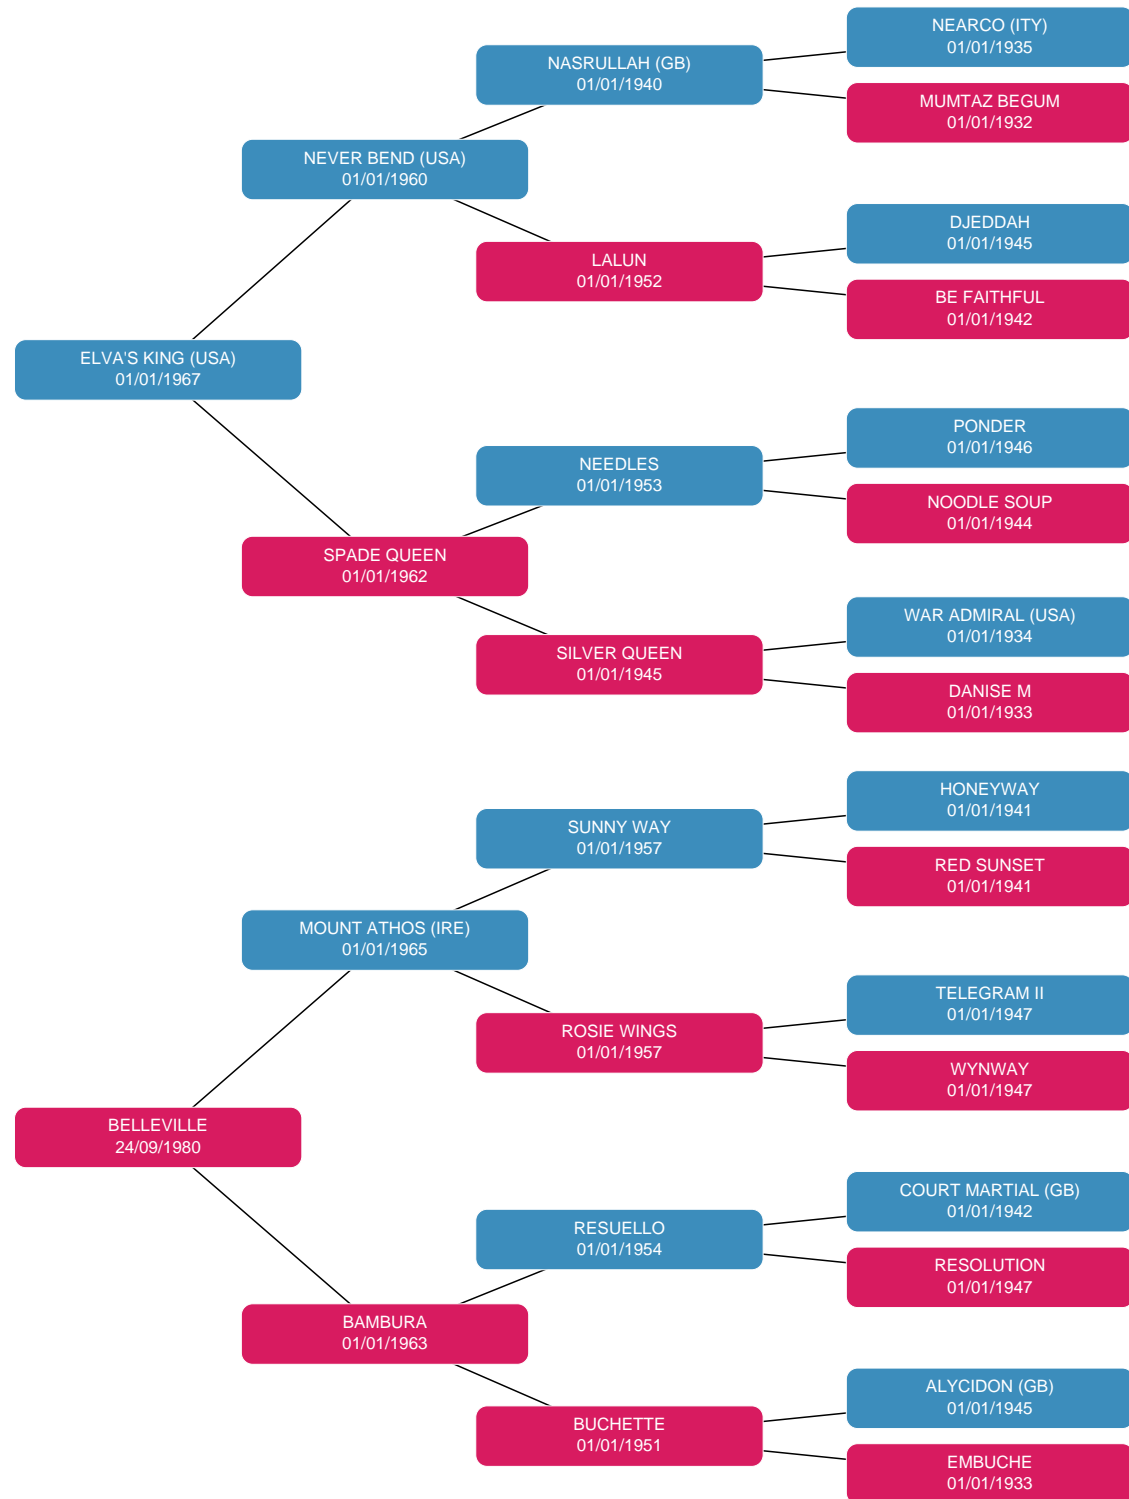 NEARCO (ITY)
01/01/1935
NASRULLAH (GB)
01/01/1940
MUMTAZ BEGUM
01/01/1932
NEVER BEND (USA)
01/01/1960
DJEDDAH
01/01/1945
LALUN
01/01/1952
BE FAITHFUL
01/01/1942
ELVA'S KING (USA)
01/01/1967
PONDER
01/01/1946
NEEDLES
01/01/1953
NOODLE SOUP
01/01/1944
SPADE QUEEN
01/01/1962
WAR ADMIRAL (USA)
01/01/1934
SILVER QUEEN
01/01/1945
DANISE M
01/01/1933
HONEYWAY
01/01/1941
SUNNY WAY
01/01/1957
RED SUNSET
01/01/1941
MOUNT ATHOS (IRE)
01/01/1965
TELEGRAM II
01/01/1947
ROSIE WINGS
01/01/1957
WYNWAY
01/01/1947
BELLEVILLE
24/09/1980
COURT MARTIAL (GB)
01/01/1942
RESUELLO
01/01/1954
RESOLUTION
01/01/1947
BAMBURA
01/01/1963
ALYCIDON (GB)
01/01/1945
BUCHETTE
01/01/1951
EMBUCHE
01/01/1933